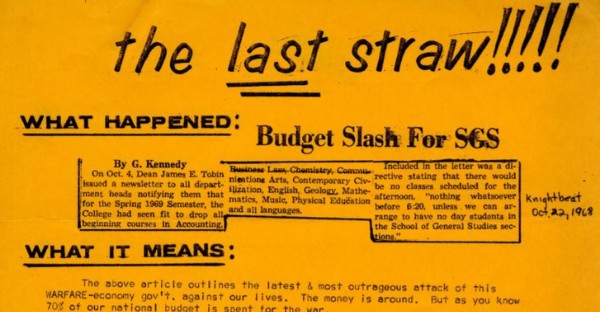 the last straw!!!!!
WHAT HAPPENED:
Budget Slash For SGS
By G. Kennedy
On Oct. 4, Dean James E. Tobin
issued a newsletter to all depart-
ment heads notifying them that
for the Spring 1969 Semester, the
College had seen fit to drop all
beginning courses in Accounting,
Business Law, Chemistry, Commu-
nications Arts, Contemporary Civ-
ilization, English, Geology, Mathe-
matics, Music, Physical Education
and all languages.
Included in the letter was a di-
rective stating that there would
be no classes scheduled for the
afternoon, "nothing whatsoever
before 6:20, unless we can ar-
range to have no day students in
the School of General Studies sec-
tions."
Knightbeat
Oct. 22, 1968
WHAT IT MEANS:
The above article outlines the latest & most outrageous attack of this
WARFARE-economy gov't. against our lives. The money is around. But as you know
70% of our national budget is spent for the war